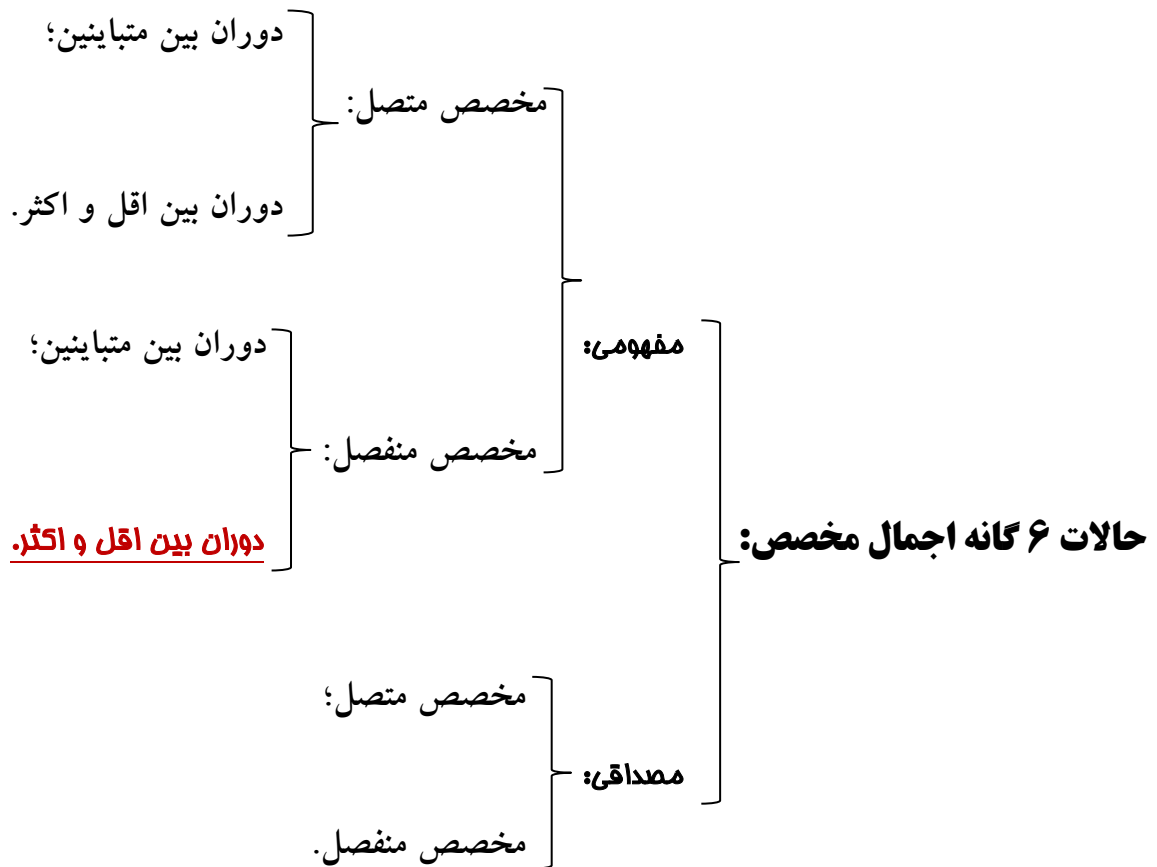 حالات ۶ گانه اجمال مخصص:
مفهومی:
مخصص متصل:
دوران بین متباینین؛
دوران بین اقل و اکثر.
مخصص منفصل:
دوران بین متباینین؛
دوران بین اقل و اکثر.
مصداقی:
مخصص متصل؛
مخصص منفصل.